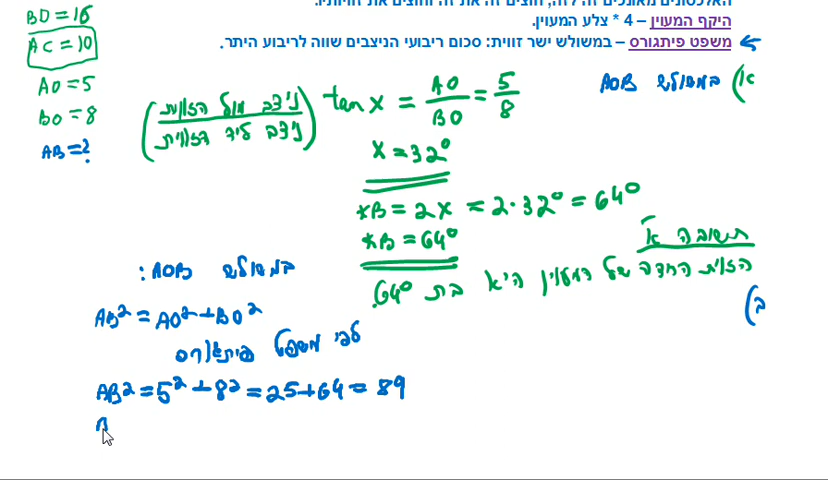 האלכסונים מאונכים זה לזה, חוצים זה את זה וחוצים את זוויותיו.
היקף המעוין – 4 * צלע המעוין.
משפט פיתגורס – במשולש ישר זווית: סכום ריבועי הניצבים שווה לריבוע היתר.
BD = 16
AC = 10
AO = 5
BO = 8
AB = ?
א) במשולש AOB
tan x = AO/BO = 5/8
(ניצב מול הזווית / ניצב ליד הזווית)
x = 32°
∢B = 2x = 2·32° = 64°
∢B = 64°
תשובה א'
הזווית החדה של המעוין היא בת 64°.
ב)
במשולש AOB:
AB² = AO² + BO²
לפי משפט פיתגורס
AB² = 5² + 8² = 25 + 64 = 89